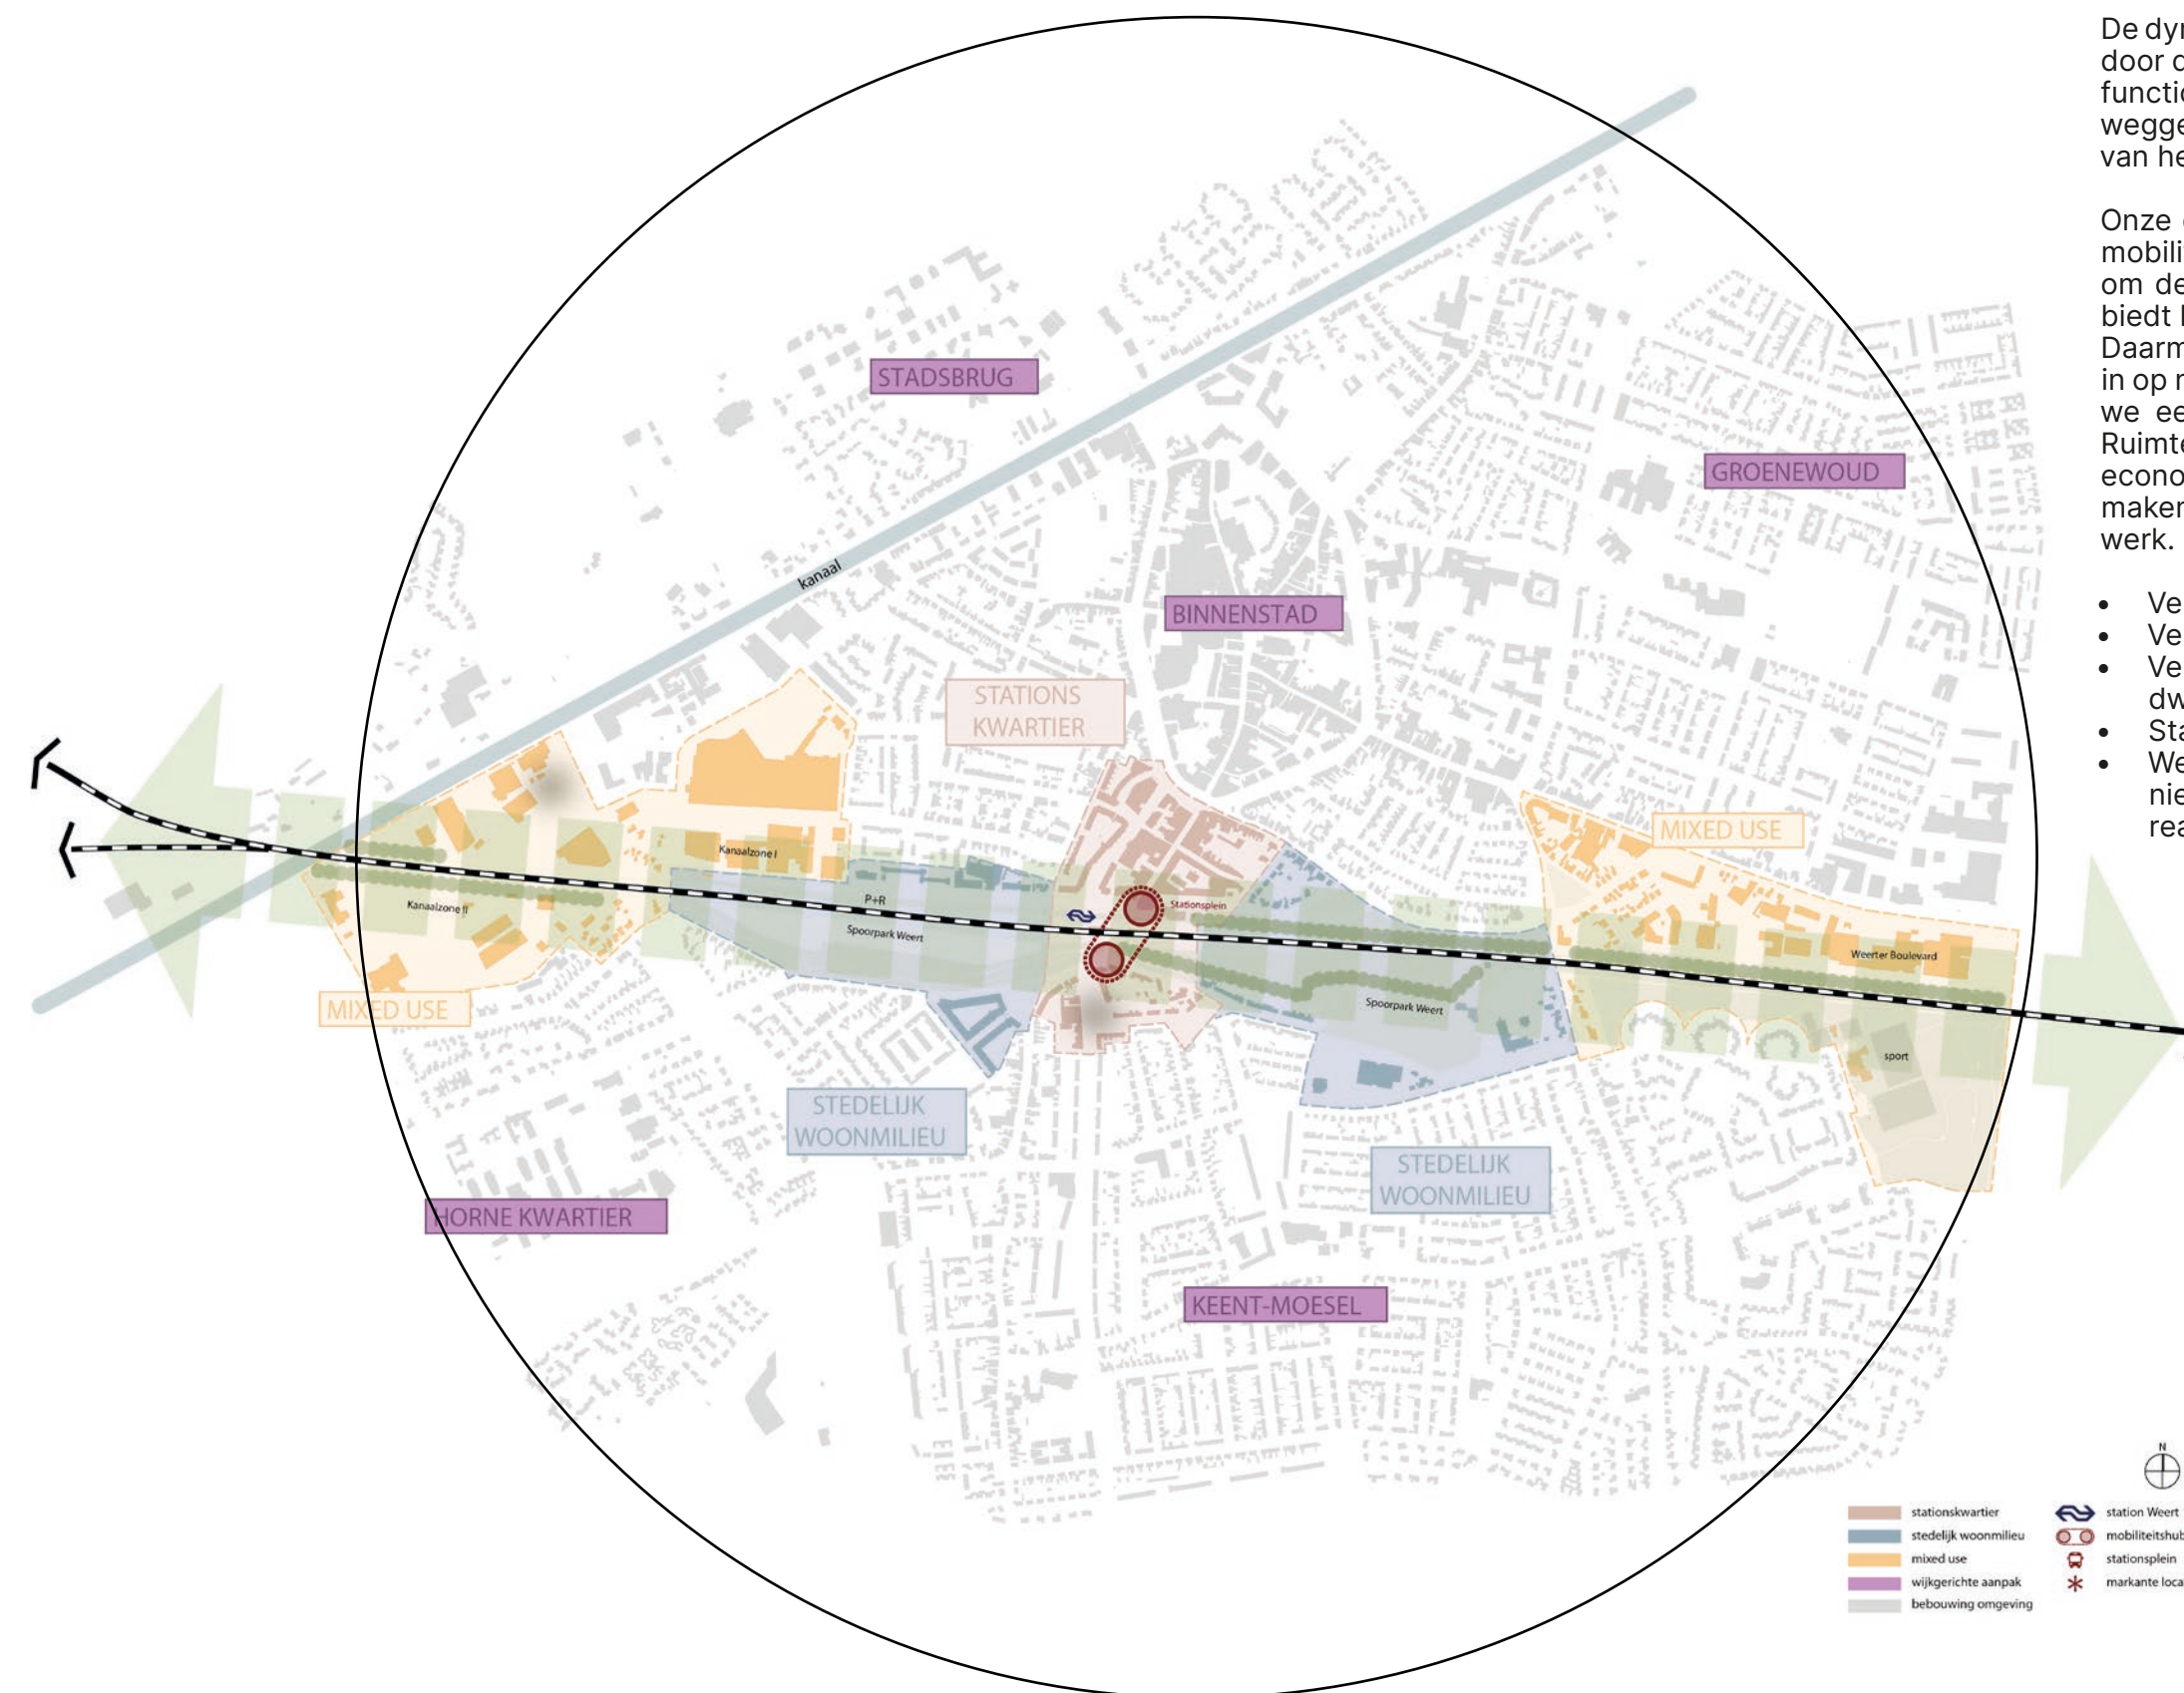 STADSBRUG
GROENEWOUD
kanaal
BINNENSTAD
STATIONS
KWARTIER
MIXED USE
Kanaalzone I
P+R
Kanaalzone II
Stationsplein
Spoorpark Weert
Weerter Boulevard
MIXED USE
Spoorpark Weert
sport
STEDELIJK
WOONMILIEU
STEDELIJK
WOONMILIEU
HORNE KWARTIER
KEENT-MOESEL
De dyn
door d
functio
wegge
van he
Onze
mobili
om de
biedt
Daarm
in op n
we ee
Ruimte
econo
maken
werk.
• Ve
• Ve
• Ve
dw
• Sta
• We
nie
rea
N
stationskwartier
stedelijk woonmilieu
mixed use
wijkgerichte aanpak
bebouwing omgeving
station Weert
mobiliteitshub
stationsplein
markante loca